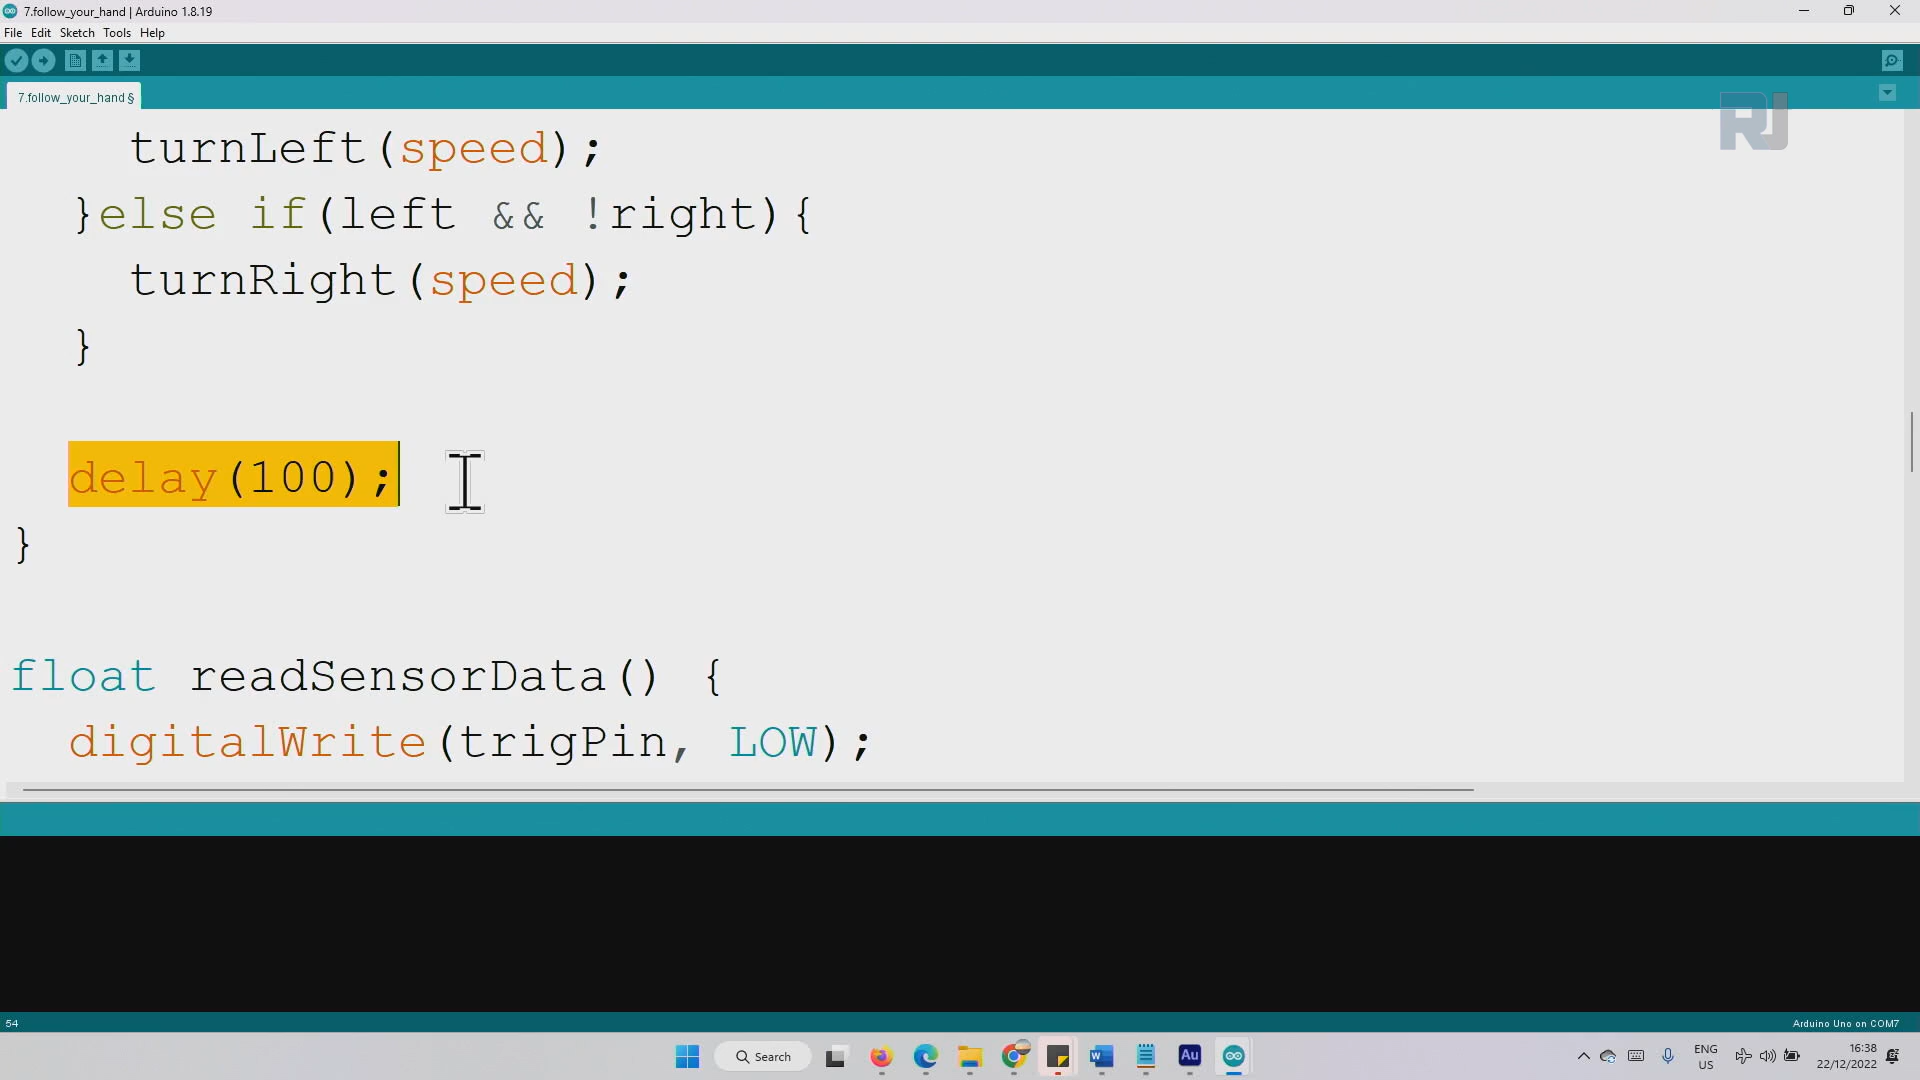 7.follow_your_hand | Arduino 1.8.19
File Edit Sketch Tools Help
7.follow_your_hand §
RJ
turnLeft(speed);
}else if(left && !right){
turnRight(speed);
}
delay(100);
}
float readSensorData() {
digitalWrite(trigPin, LOW);
54
Arduino Uno on COM7
Search
Au
ENG
US
16:38
22/12/2022